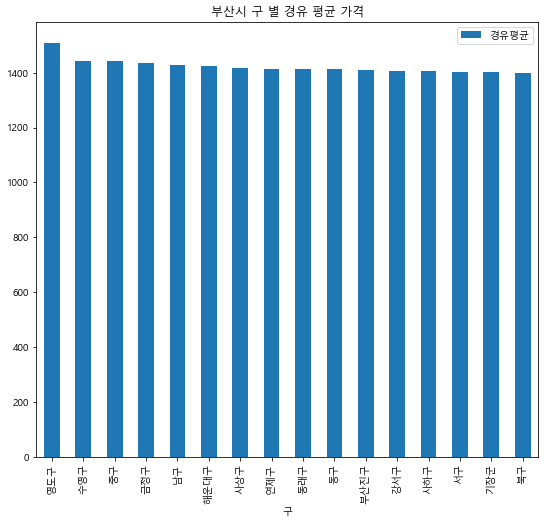 부산시 구 별 경유 평균 가격
경유평균
1400
1200
1000
800
600
400
200
0
영도구
수영구
중구
금정구
남구
해운대구
사상구
연제구
동래구
동구
부산진구
강서구
사하구
서구
기장군
북구
구